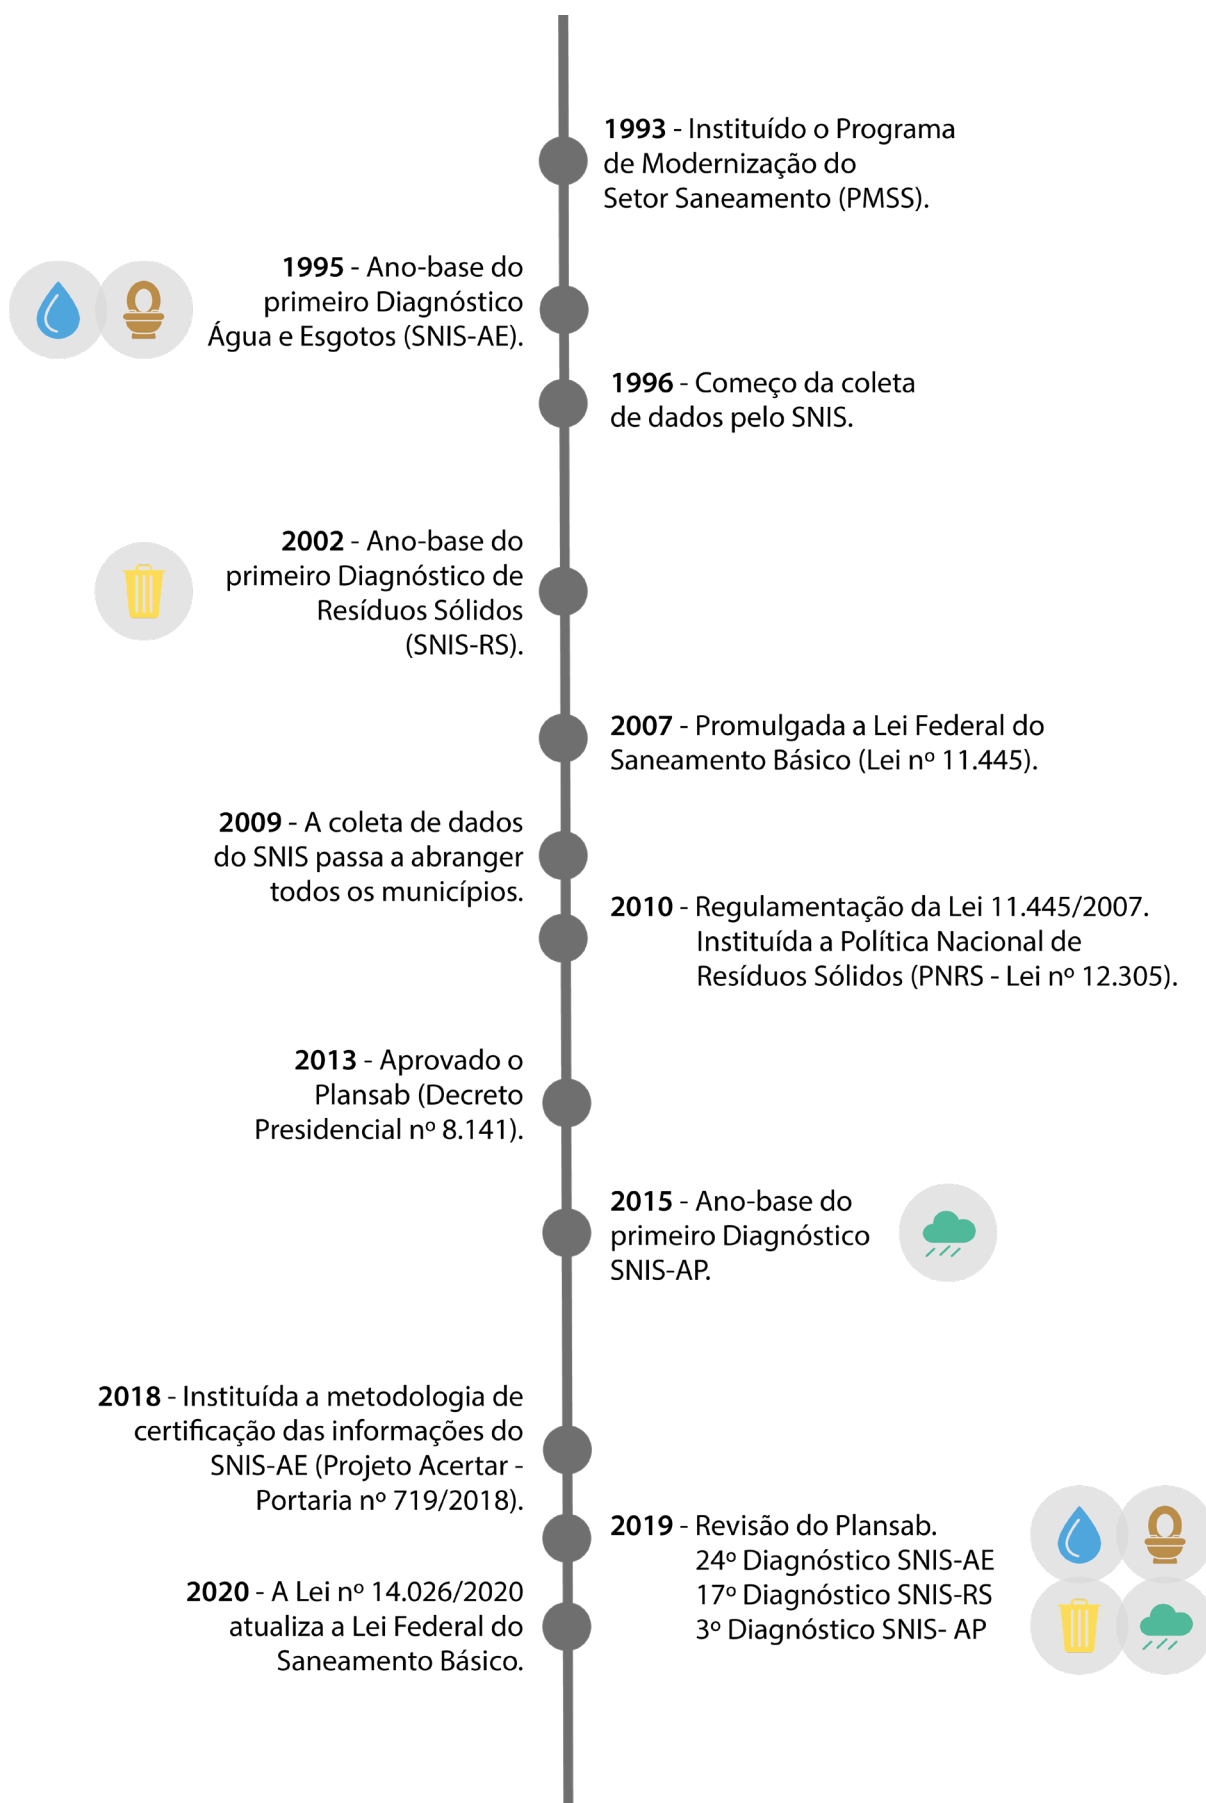 1993 - Instituído o Programa
de Modernização do
Setor Saneamento (PMSS).
1995 - Ano-base do
primeiro Diagnóstico
Água e Esgotos (SNIS-AE).
1996 - Começo da coleta
de dados pelo SNIS.
2002 - Ano-base do
primeiro Diagnóstico de
Resíduos Sólidos
(SNIS-RS).
2007 - Promulgada a Lei Federal do
Saneamento Básico (Lei nº 11.445).
2009 - A coleta de dados
do SNIS passa a abranger
todos os municípios.
2010 - Regulamentação da Lei 11.445/2007.
Instituída a Política Nacional de
Resíduos Sólidos (PNRS - Lei nº 12.305).
2013 - Aprovado o
Plansab (Decreto
Presidencial nº 8.141).
2015 - Ano-base do
primeiro Diagnóstico
SNIS-AP.
2018 - Instituída a metodologia de
certificação das informações do
SNIS-AE (Projeto Acertar -
Portaria nº 719/2018).
2019 - Revisão do Plansab.
24º Diagnóstico SNIS-AE
17º Diagnóstico SNIS-RS
3º Diagnóstico SNIS- AP
2020 - A Lei nº 14.026/2020
atualiza a Lei Federal do
Saneamento Básico.